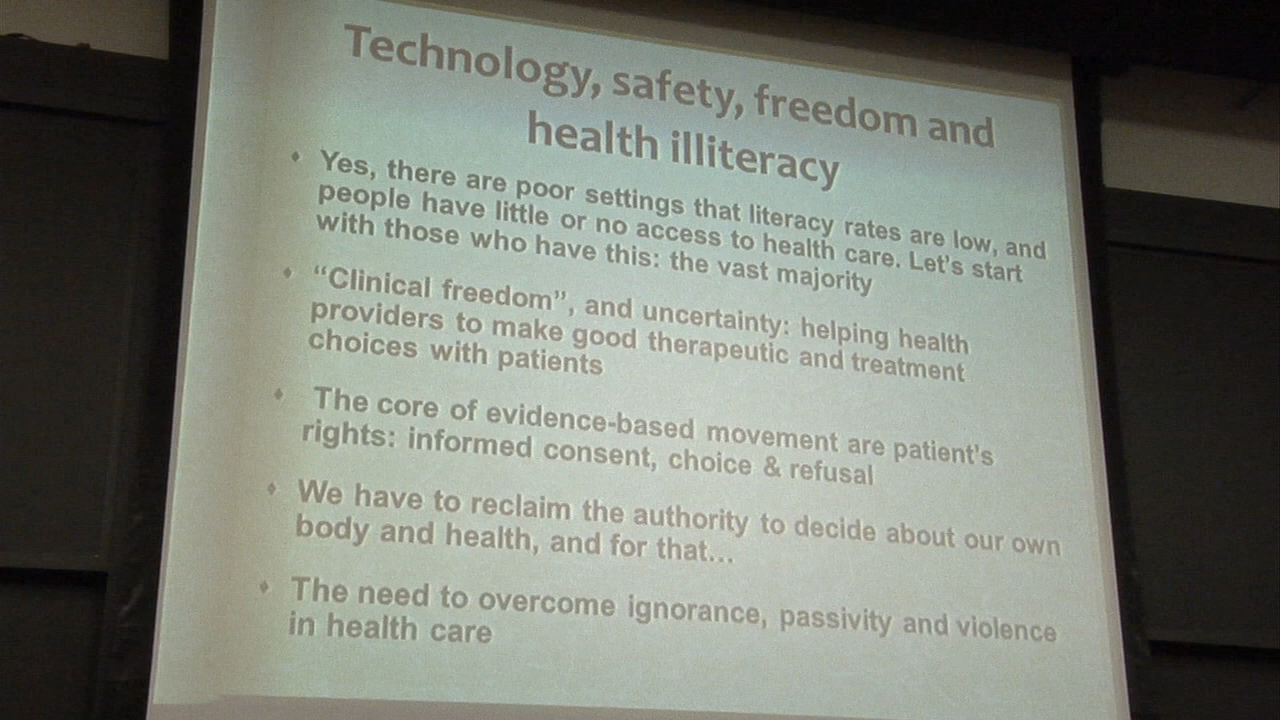 Technology, safety, freedom and
health illiteracy
Yes, there are poor settings that literacy rates are low, and
people have little or no access to health care. Let's start
with those who have this: the vast majority
“Clinical freedom”, and uncertainty: helping health
providers to make good therapeutic and treatment
choices with patients
The core of evidence-based movement are patient's
rights: informed consent, choice & refusal
We have to reclaim the authority to decide about our own
body and health, and for that...
The need to overcome ignorance, passivity and violence
in health care